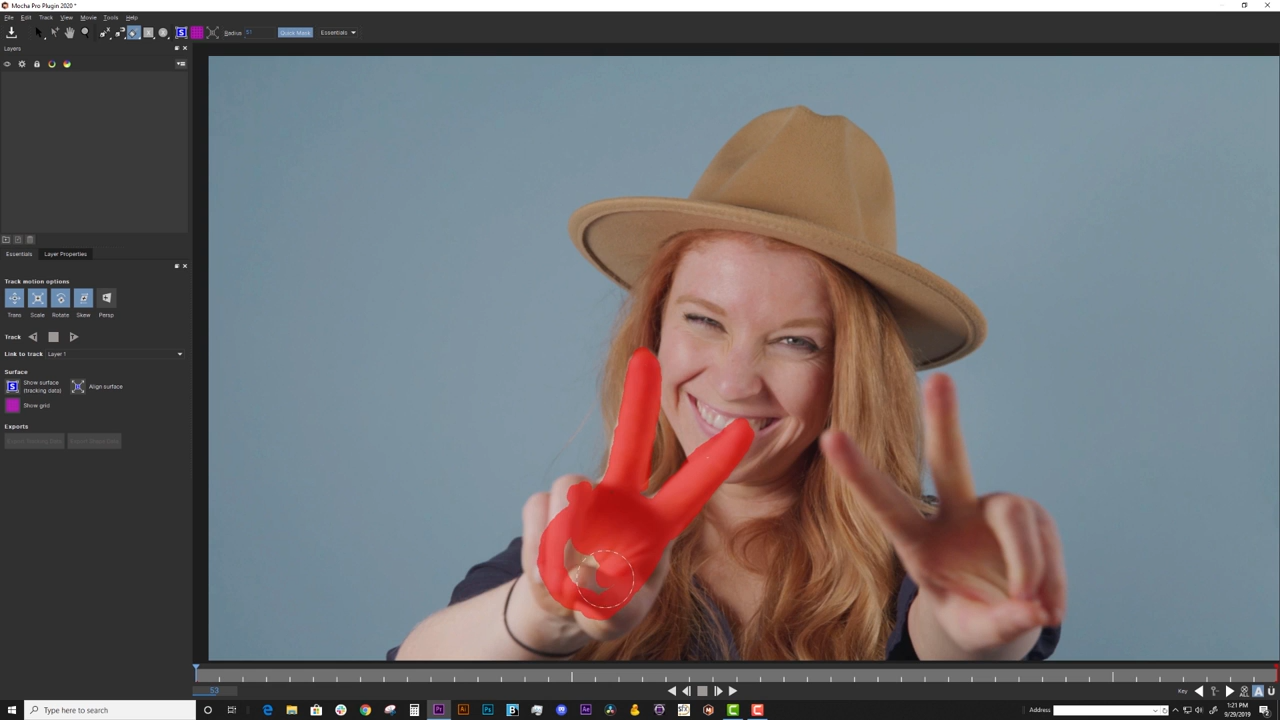 Mocha Pro Plugin 2020 *
File Edit Track View Movie Tools Help
Radius 51 Quick Mask Essentials
Layers
Essentials Layer Properties
Track motion options
Trans Scale Rotate Skew Persp
Track
Link to track Layer 1
Surface
Show surface
(tracking data)
Align surface
Show grid
Exports
53
Key
Type here to search
Address
1:21 PM
9/29/2019